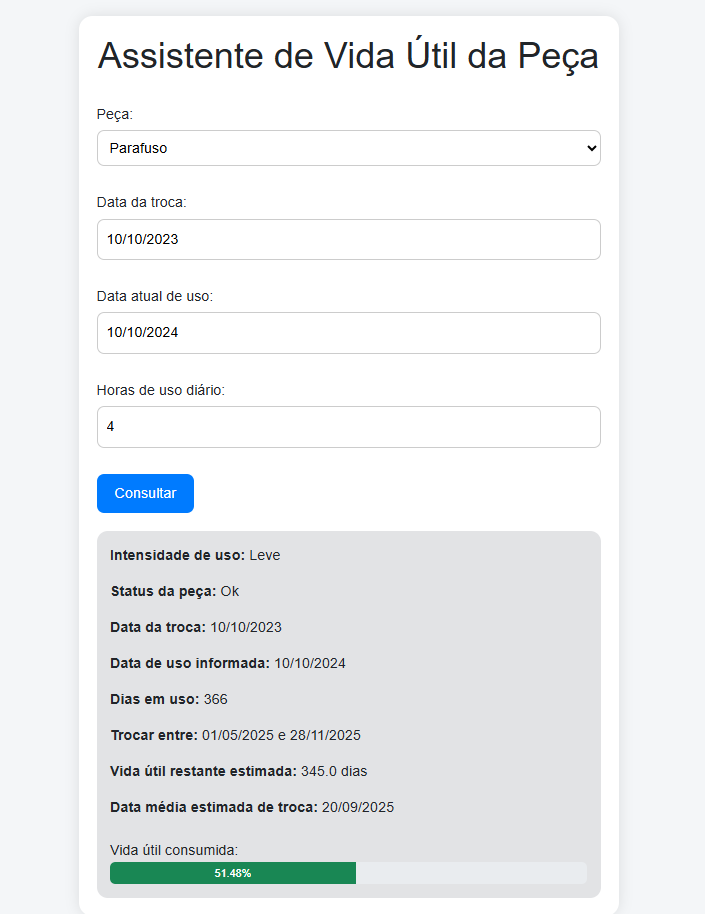 Assistente de Vida Útil da Peça
Peça:
Parafuso
Data da troca:
10/10/2023
Data atual de uso:
10/10/2024
Horas de uso diário:
4
Consultar
Intensidade de uso: Leve
Status da peça: Ok
Data da troca: 10/10/2023
Data de uso informada: 10/10/2024
Dias em uso: 366
Trocar entre: 01/05/2025 e 28/11/2025
Vida útil restante estimada: 345.0 dias
Data média estimada de troca: 20/09/2025
Vida útil consumida:
51.48%